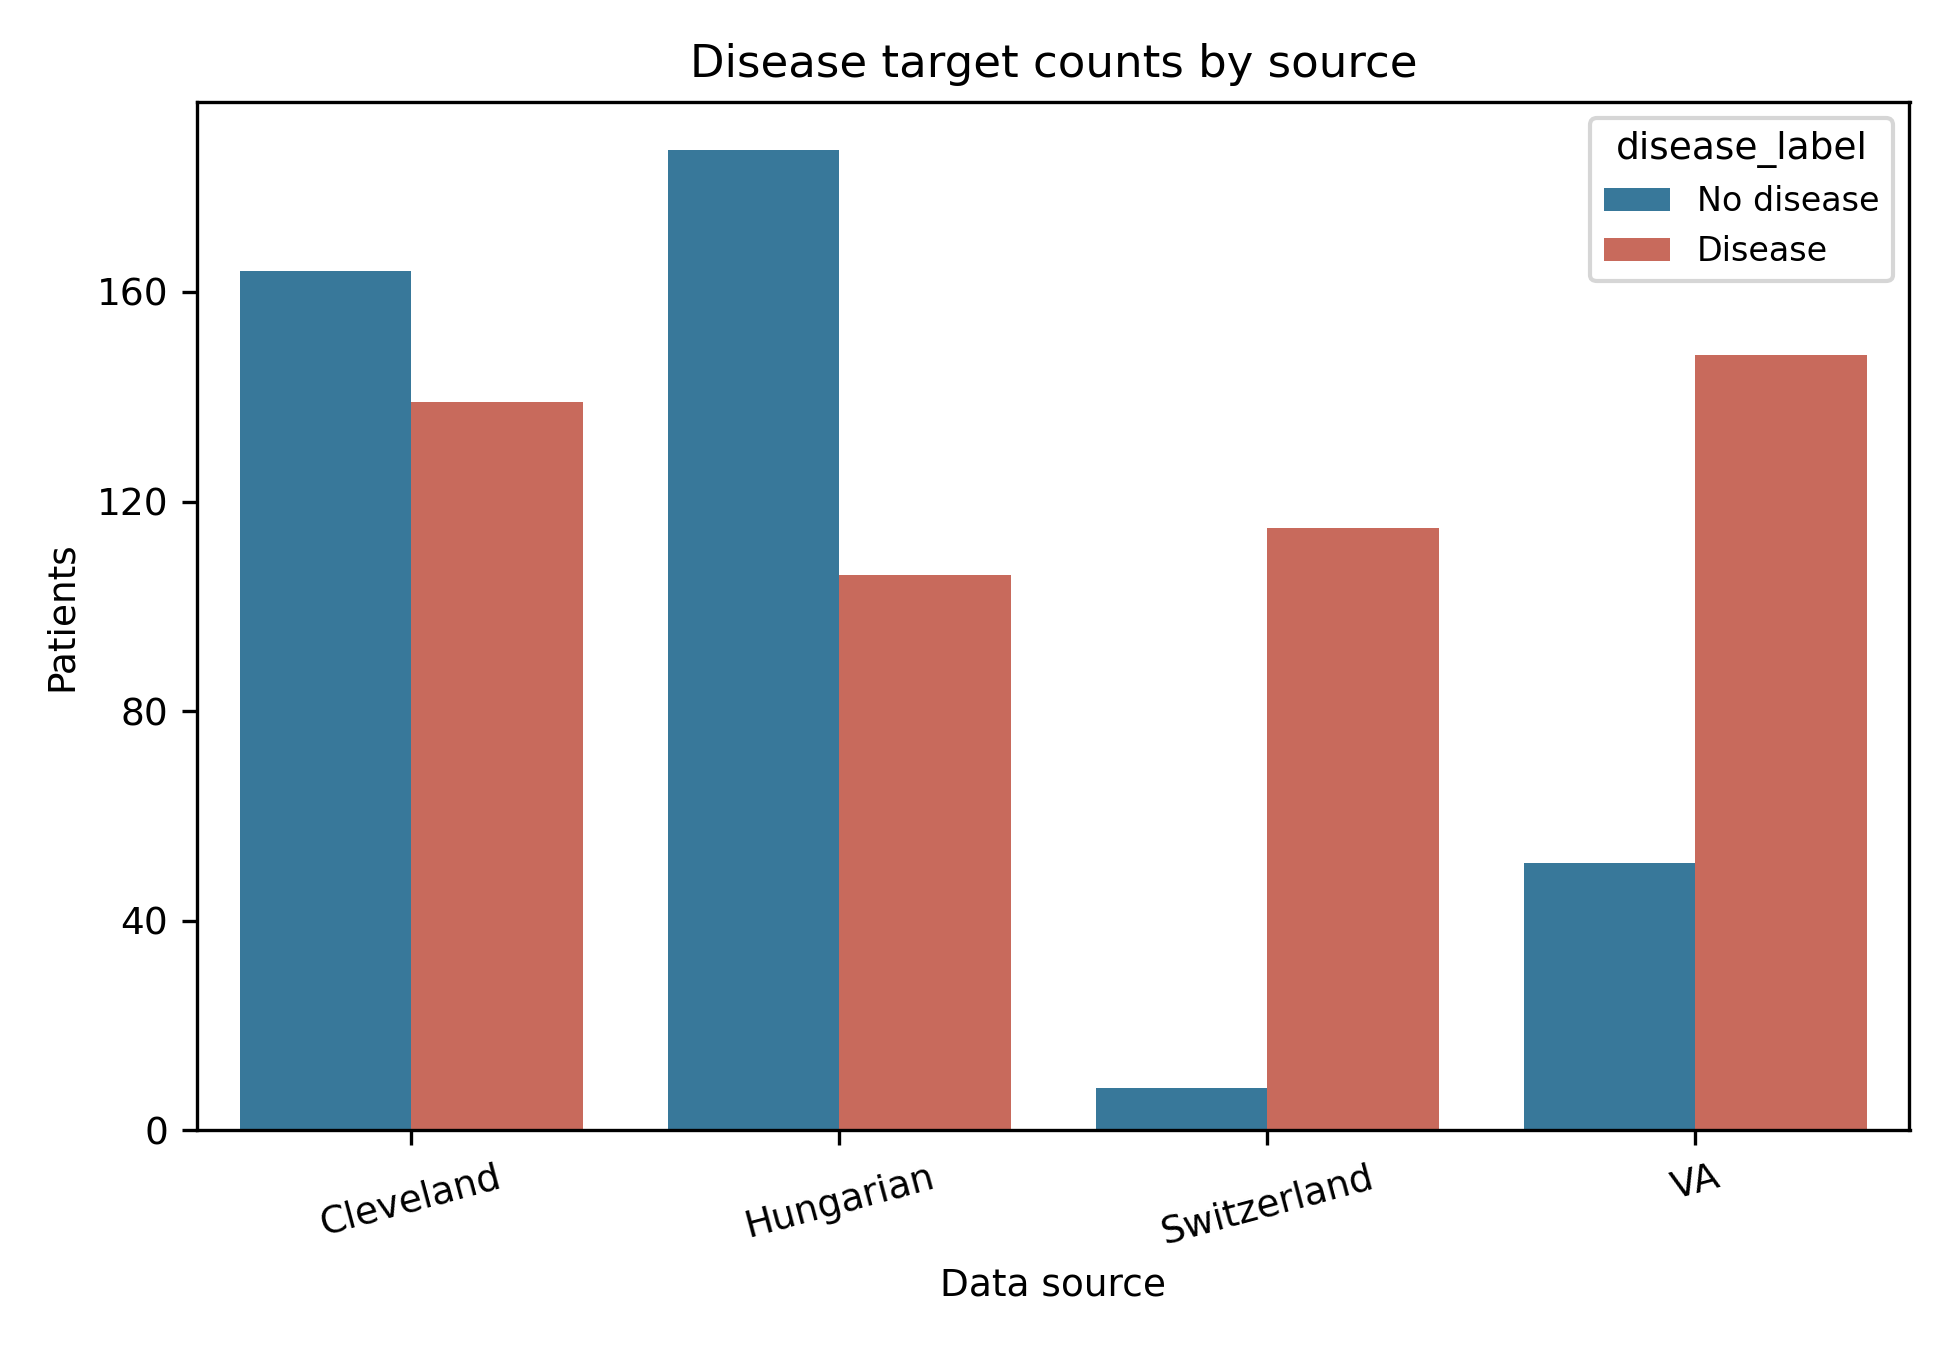 Disease target counts by source
disease_label
No disease
Disease
160
120
80
40
0
Patients
Cleveland
Hungarian
Switzerland
VA
Data source